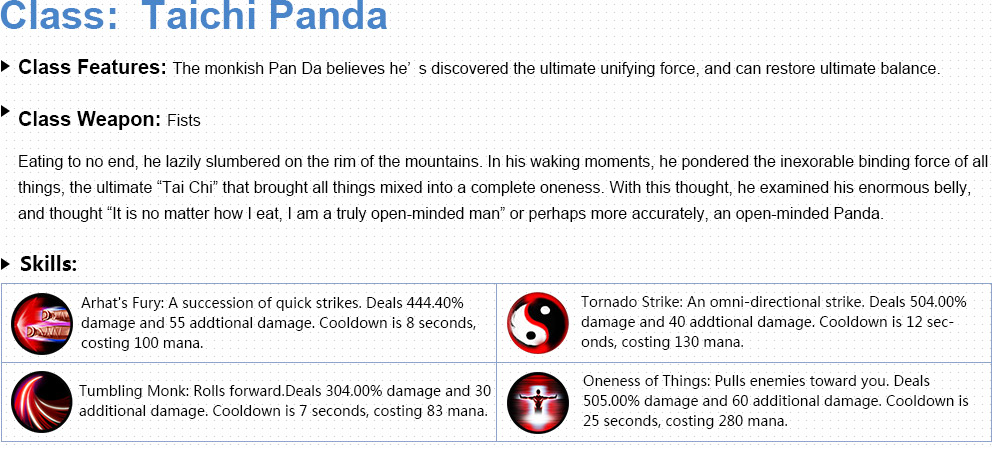 Class:  Taichi Panda
Class Features: The monkish Pan Da believes he’ s discovered the ultimate unifying force, and can restore ultimate balance.
Class Weapon: Fists
Eating to no end, he lazily slumbered on the rim of the mountains. In his waking moments, he pondered the inexorable binding force of all
things, the ultimate “Tai Chi” that brought all things mixed into a complete oneness. With this thought, he examined his enormous belly,
and thought “It is no matter how I eat, I am a truly open-minded man” or perhaps more accurately, an open-minded Panda.
Skills:
Arhat's Fury: A succession of quick strikes. Deals 444.40%
damage and 55 addtional damage. Cooldown is 8 seconds,
costing 100 mana.
Tornado Strike: An omni-directional strike. Deals 504.00%
damage and 40 addtional damage. Cooldown is 12 sec-
onds, costing 130 mana.
Tumbling Monk: Rolls forward.Deals 304.00% damage and 30
additional damage. Cooldown is 7 seconds, costing 83 mana.
Oneness of Things: Pulls enemies toward you. Deals
505.00% damage and 60 additional damage. Cooldown is
25 seconds, costing 280 mana.